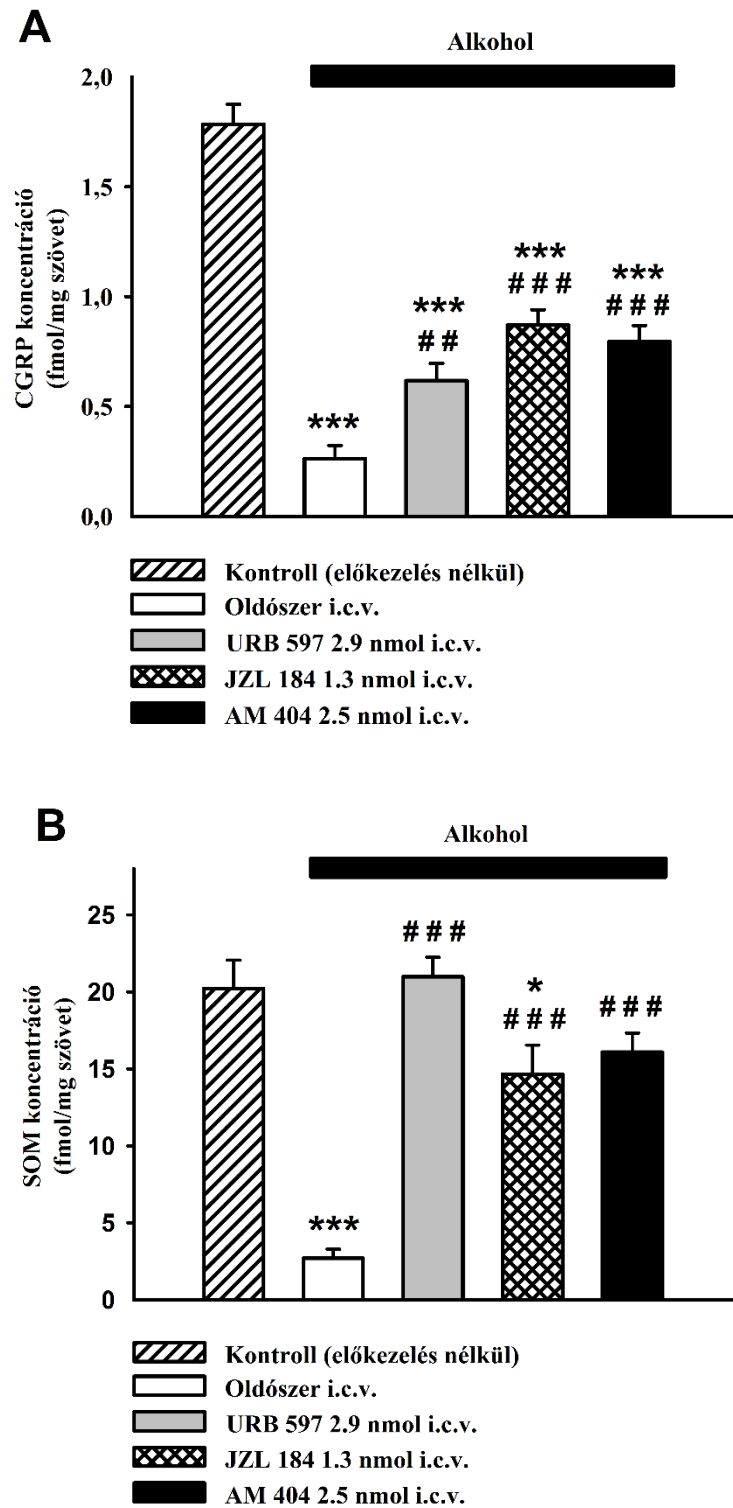 A
Alkohol
CGRP koncentráció
(fmol/mg szövet)
2,0
1,5
1,0
0,5
0,0
***
***
##
***
###
***
###
Kontroll (előkezelés nélkül)
Oldószer i.c.v.
URB 597 2.9 nmol i.c.v.
JZL 184 1.3 nmol i.c.v.
AM 404 2.5 nmol i.c.v.
B
Alkohol
SOM koncentráció
(fmol/mg szövet)
25
20
15
10
5
0
***
###
*
###
###
Kontroll (előkezelés nélkül)
Oldószer i.c.v.
URB 597 2.9 nmol i.c.v.
JZL 184 1.3 nmol i.c.v.
AM 404 2.5 nmol i.c.v.